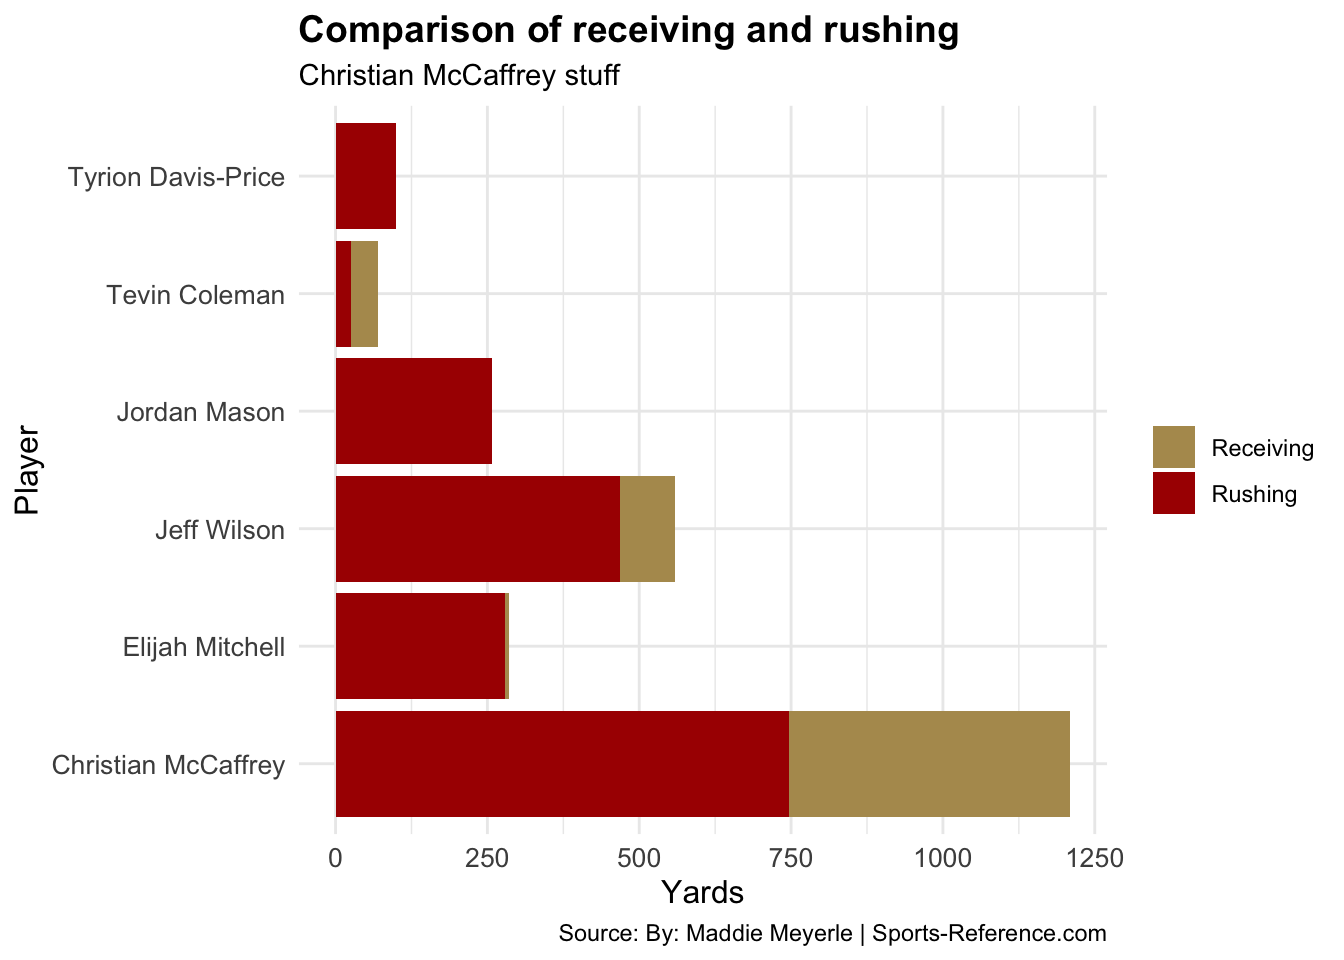 Comparison of receiving and rushing
Christian McCaffrey stuff
Player
Tyrion Davis-Price
Tevin Coleman
Jordan Mason
Jeff Wilson
Elijah Mitchell
Christian McCaffrey
0 250 500 750 1000 1250
Yards
Receiving
Rushing
Source: By: Maddie Meyerle | Sports-Reference.com